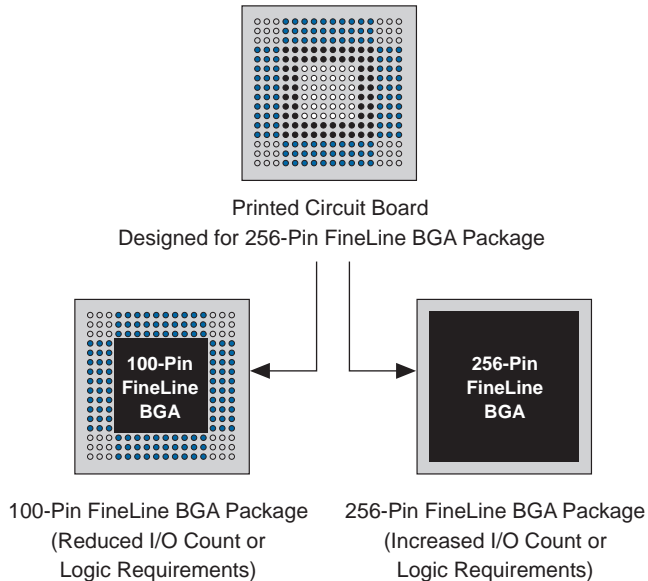 Printed Circuit Board
Designed for 256-Pin FineLine BGA Package
100-Pin
FineLine
BGA
256-Pin
FineLine
BGA
100-Pin FineLine BGA Package
(Reduced I/O Count or
Logic Requirements)
256-Pin FineLine BGA Package
(Increased I/O Count or
Logic Requirements)